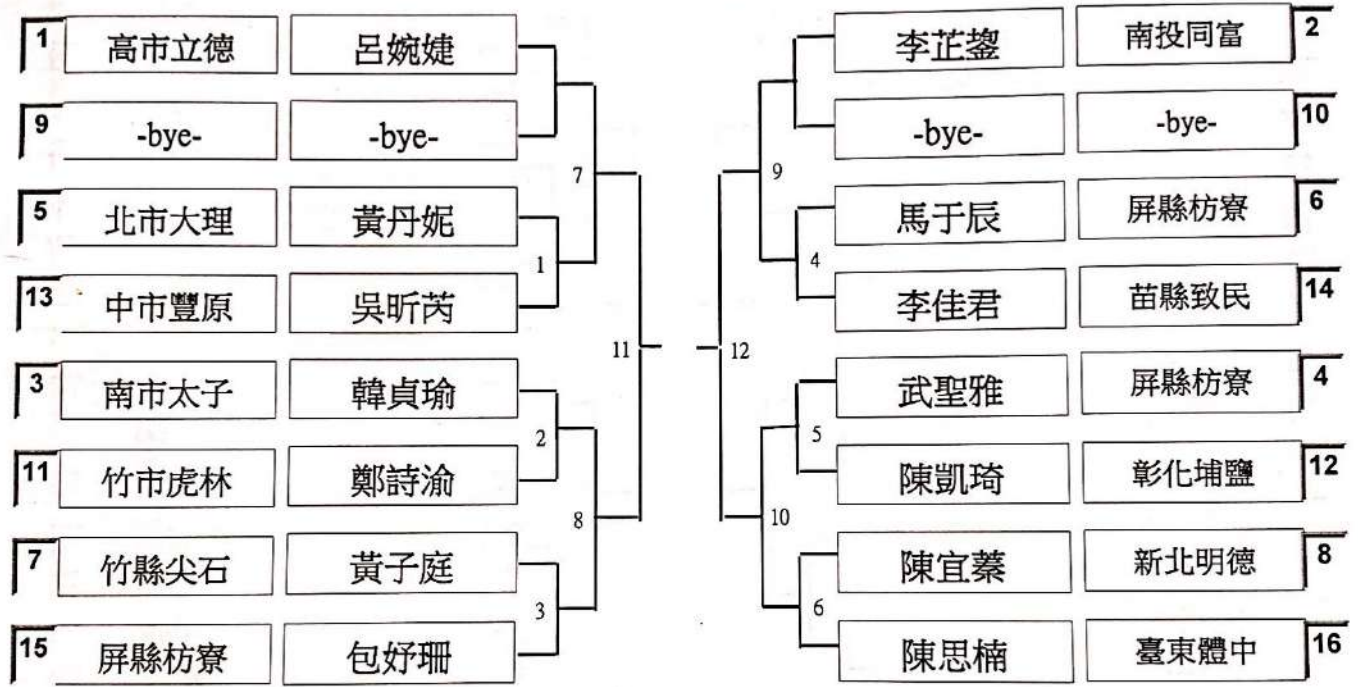 1 高市立德 呂婉婕 李芷鋆 南投同富 2
9 -bye- -bye- -bye- -bye- 10
7 9
5 北市大理 黃丹妮 馬于辰 屏縣枋寮 6
1 4
13 中市豐原 吳昕芮 李佳君 苗縣致民 14
11 12
3 南市太子 韓貞瑜 武聖雅 屏縣枋寮 4
2 5
11 竹市虎林 鄭詩渝 陳凱琦 彰化埔鹽 12
8 10
7 竹縣尖石 黃子庭 陳宜蓁 新北明德 8
3 6
15 屏縣枋寮 包妤珊 陳思楠 臺東體中 16